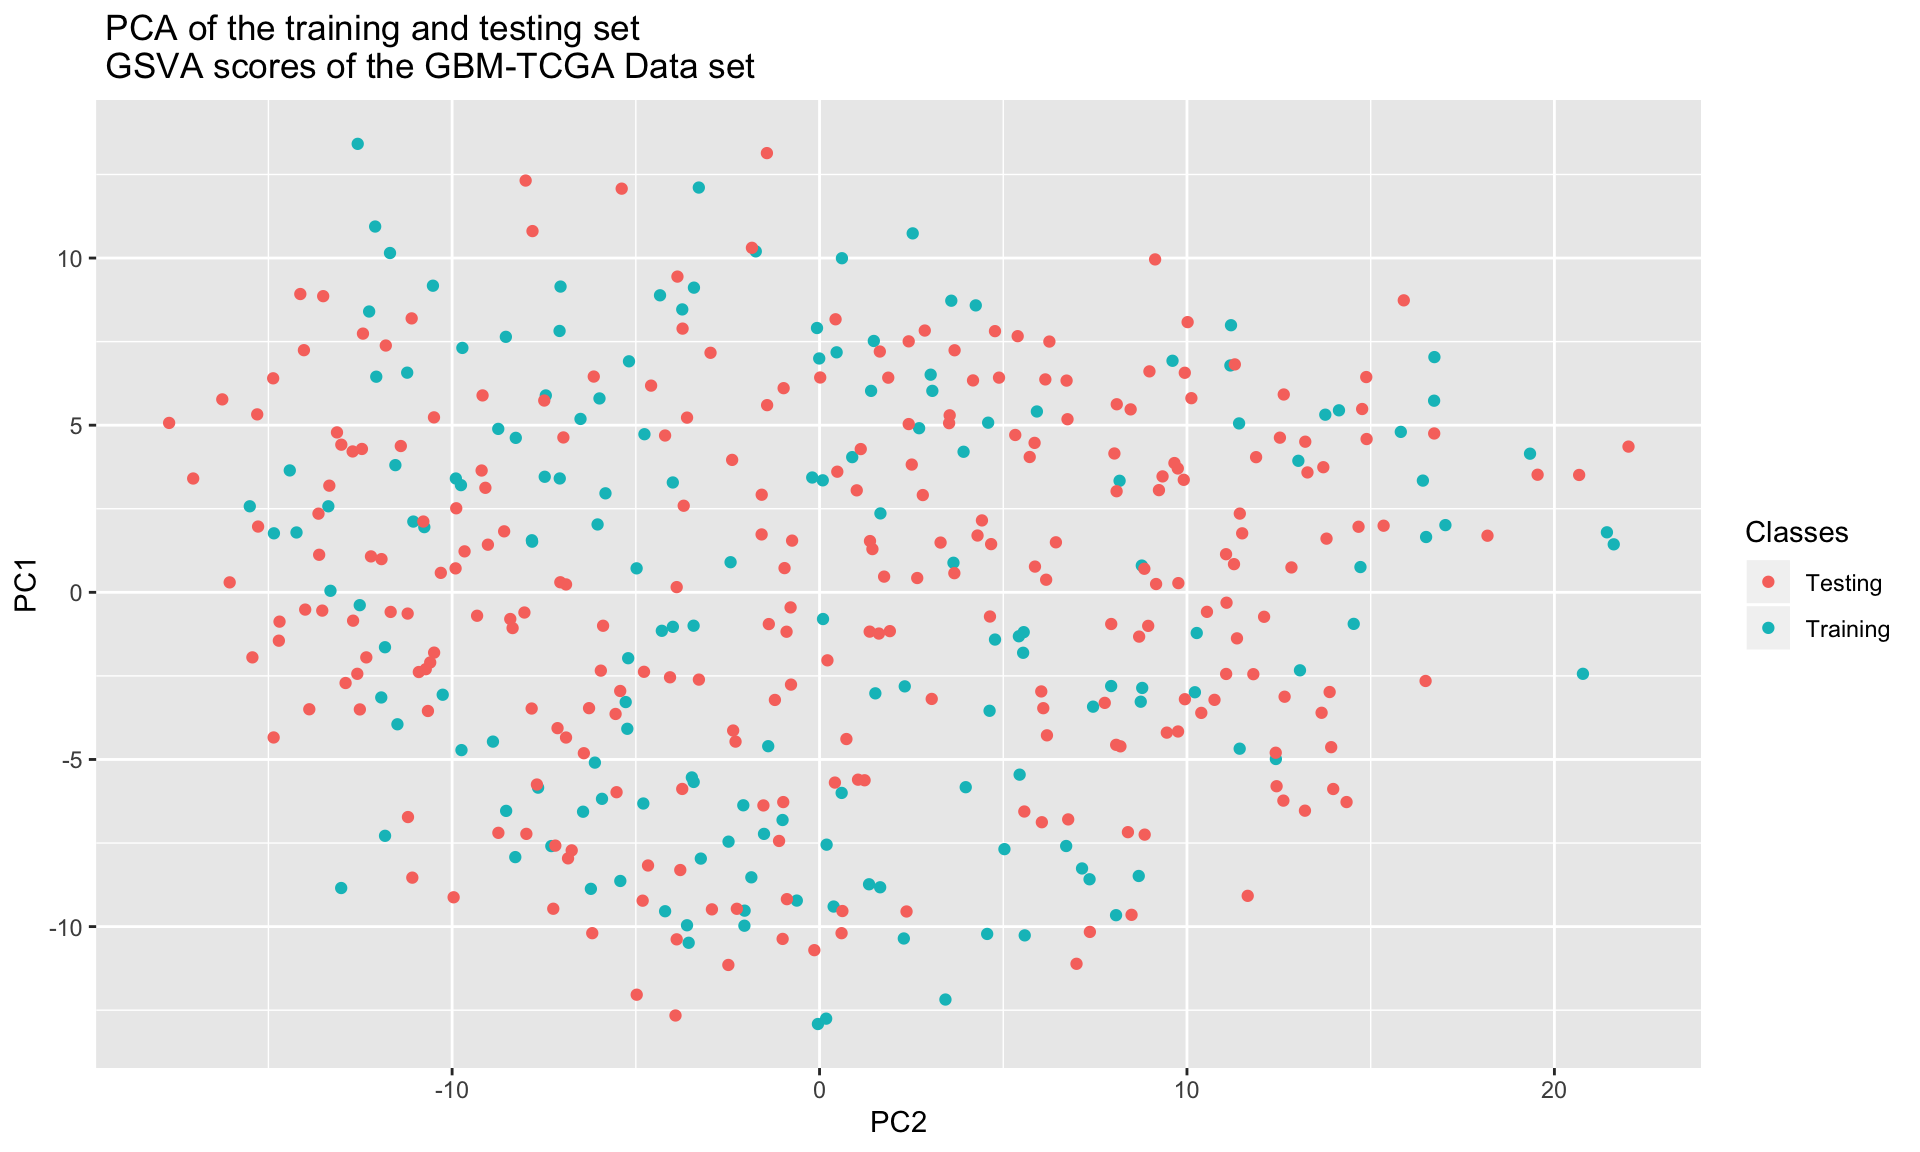 PCA of the training and testing set
GSVA scores of the GBM-TCGA Data set
PC1
10
5
0
-5
-10
-10
0
10
20
PC2
Classes
Testing
Training